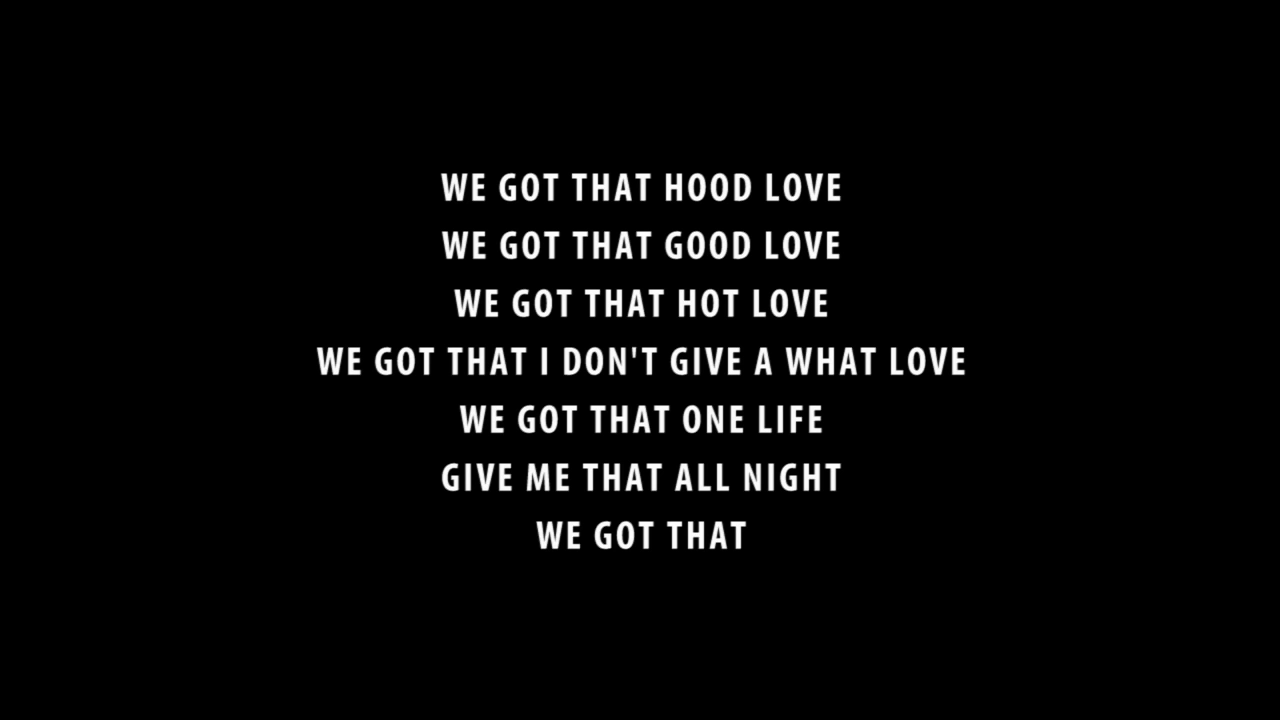 WE GOT THAT HOOD LOVE
WE GOT THAT GOOD LOVE
WE GOT THAT HOT LOVE
WE GOT THAT I DON'T GIVE A WHAT LOVE
WE GOT THAT ONE LIFE
GIVE ME THAT ALL NIGHT
WE GOT THAT